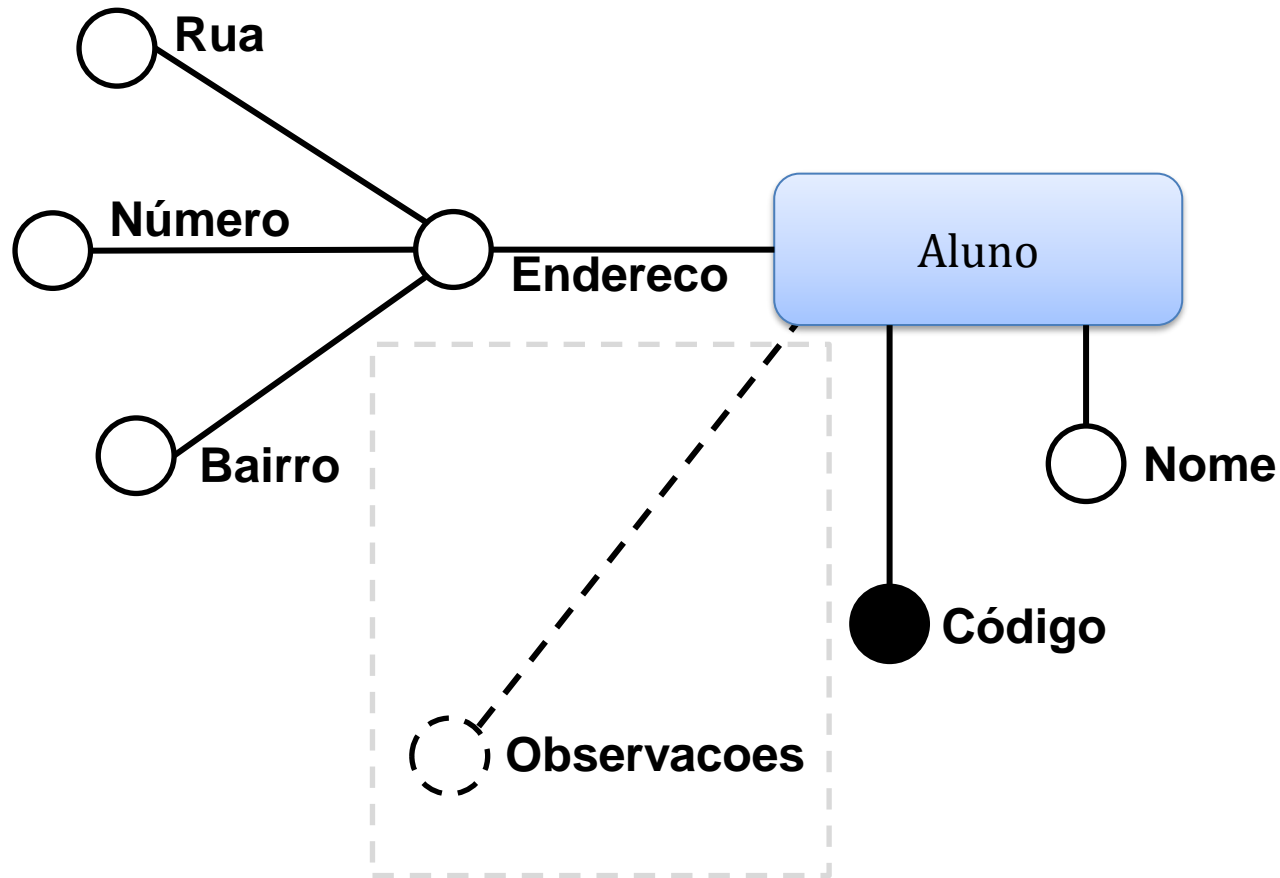 Rua
Número
Endereco
Aluno
Bairro
Nome
Código
Observacoes